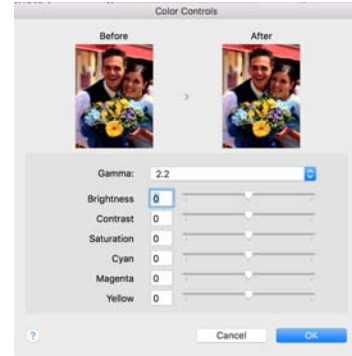 Color Controls
Before After
>
Gamma: 2.2
Brightness 0
Contrast 0
Saturation 0
Cyan 0
Magenta 0
Yellow 0
? Cancel OK